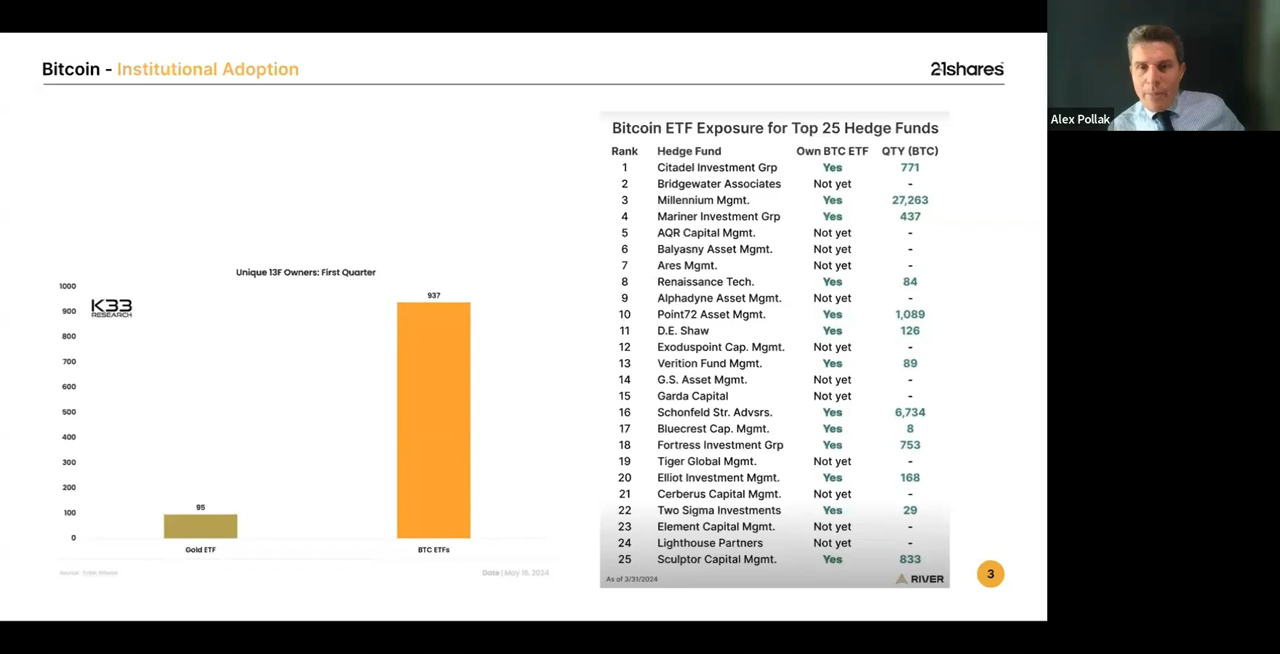 Bitcoin - Institutional Adoption
21shares
Alex Pollak
Unique 13F Owners: First Quarter
K33
RESEARCH
1000
900
800
700
600
500
400
300
200
100
0
937
95
Gold ETF
BTC ETFs
Date | May 16, 2024
Bitcoin ETF Exposure for Top 25 Hedge Funds
Rank Hedge Fund Own BTC ETF QTY (BTC)
1 Citadel Investment Grp Yes 771
2 Bridgewater Associates Not yet -
3 Millennium Mgmt. Yes 27,263
4 Mariner Investment Grp Yes 437
5 AQR Capital Mgmt. Not yet -
6 Balyasny Asset Mgmt. Not yet -
7 Ares Mgmt. Not yet -
8 Renaissance Tech. Yes 84
9 Alphadyne Asset Mgmt. Not yet -
10 Point72 Asset Mgmt. Yes 1,089
11 D.E. Shaw Yes 126
12 Exoduspoint Cap. Mgmt. Not yet -
13 Verition Fund Mgmt. Yes 89
14 G.S. Asset Mgmt. Not yet -
15 Garda Capital Not yet -
16 Schonfeld Str. Advsrs. Yes 6,734
17 Bluecrest Cap. Mgmt. Yes 8
18 Fortress Investment Grp Yes 753
19 Tiger Global Mgmt. Not yet -
20 Elliot Investment Mgmt. Yes 168
21 Cerberus Capital Mgmt. Not yet -
22 Two Sigma Investments Yes 29
23 Element Capital Mgmt. Not yet -
24 Lighthouse Partners Not yet -
25 Sculptor Capital Mgmt. Yes 833
As of 3/31/2024
RIVER
3